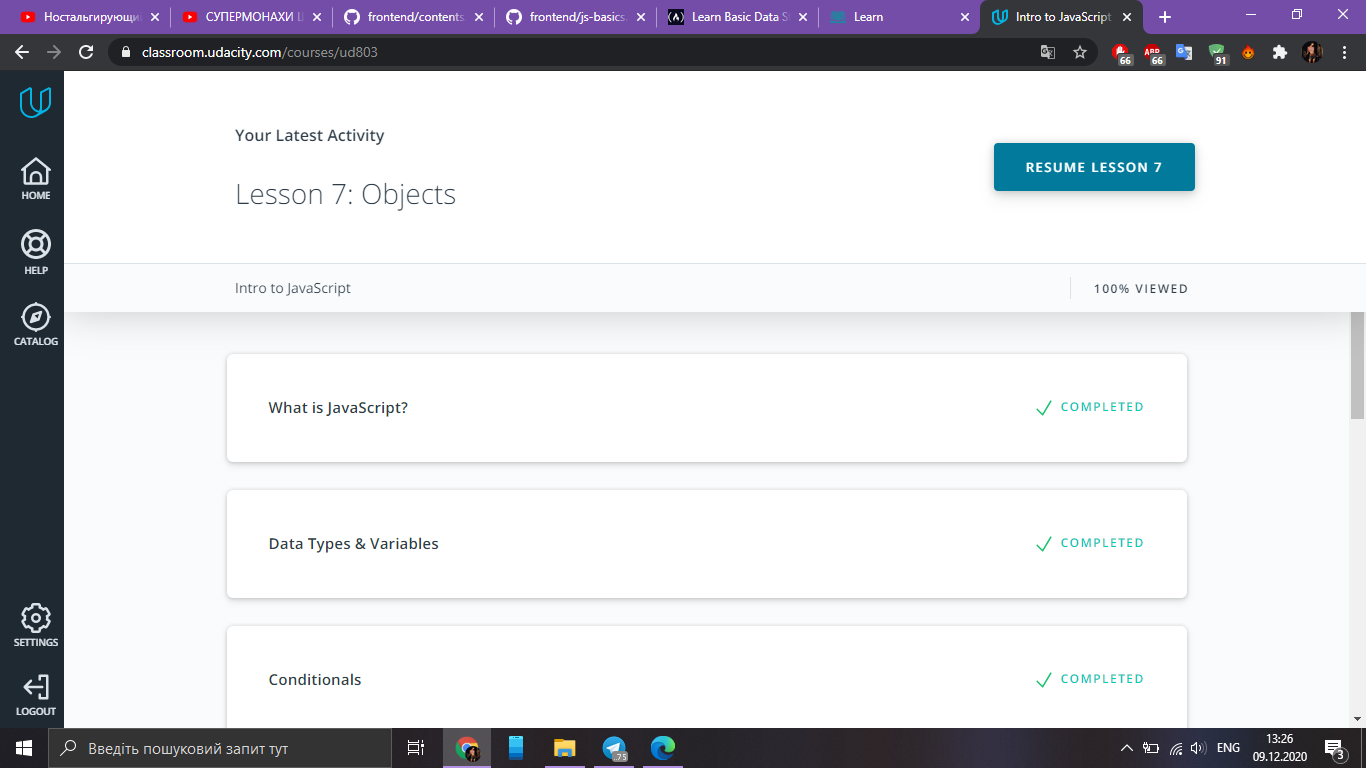 Ностальгирующи
СУПЕРМОНАХИ Ш
frontend/contents.
frontend/js-basics.
Learn Basic Data S
Learn
Intro to JavaScript
classroom.udacity.com/courses/ud803
66
66
91
HOME
HELP
CATALOG
SETTINGS
LOGOUT
Your Latest Activity
Lesson 7: Objects
RESUME LESSON 7
Intro to JavaScript
100% VIEWED
What is JavaScript?
COMPLETED
Data Types & Variables
COMPLETED
Conditionals
COMPLETED
Введіть пошуковий запит тут
.75
ENG
13:26
09.12.2020
3